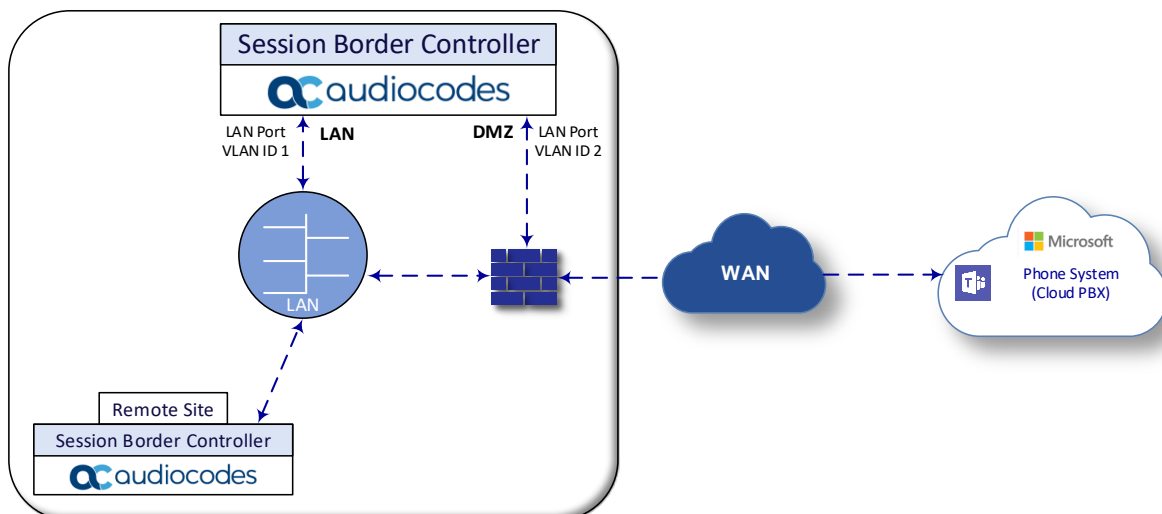 Session Border Controller
audiocodes
LAN Port
VLAN ID 1
LAN
DMZ
LAN Port
VLAN ID 2
LAN
WAN
Microsoft
Phone System
(Cloud PBX)
Remote Site
Session Border Controller
audiocodes